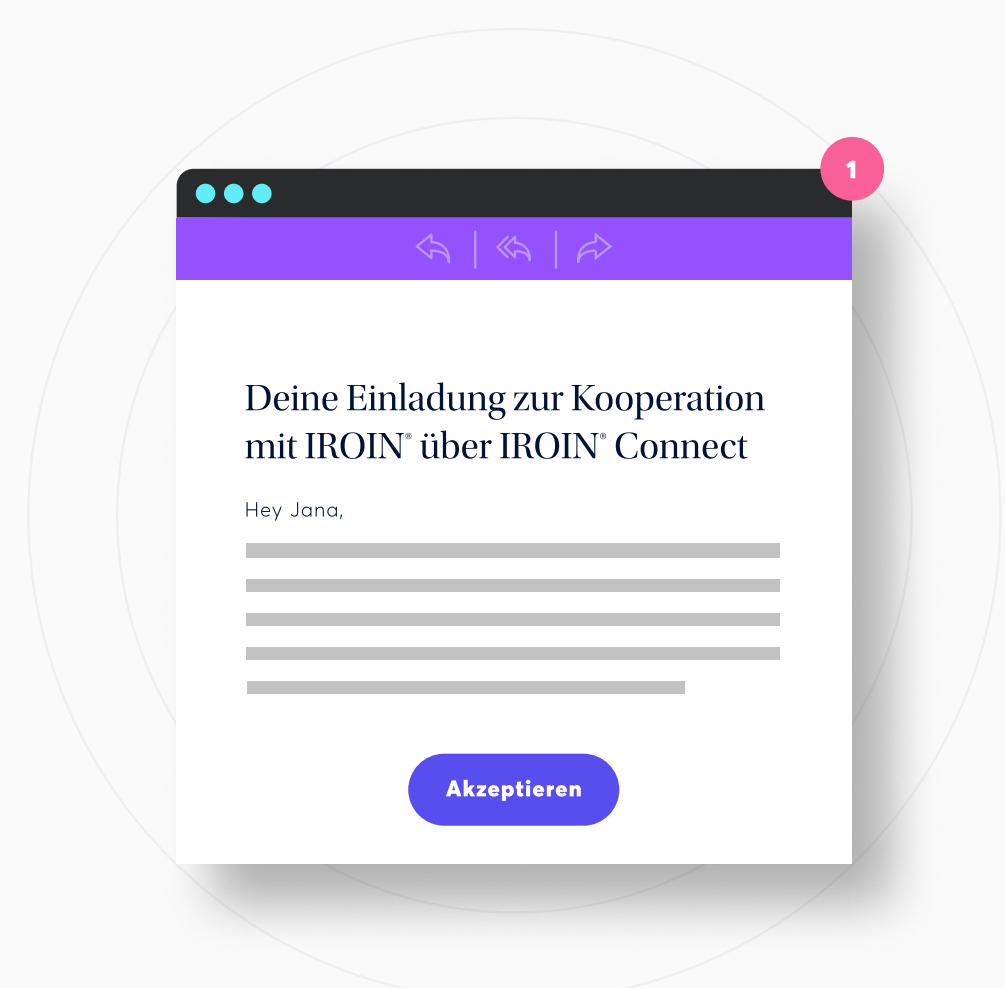 1
Deine Einladung zur Kooperation
mit IROIN® über IROIN® Connect
Hey Jana,
Akzeptieren